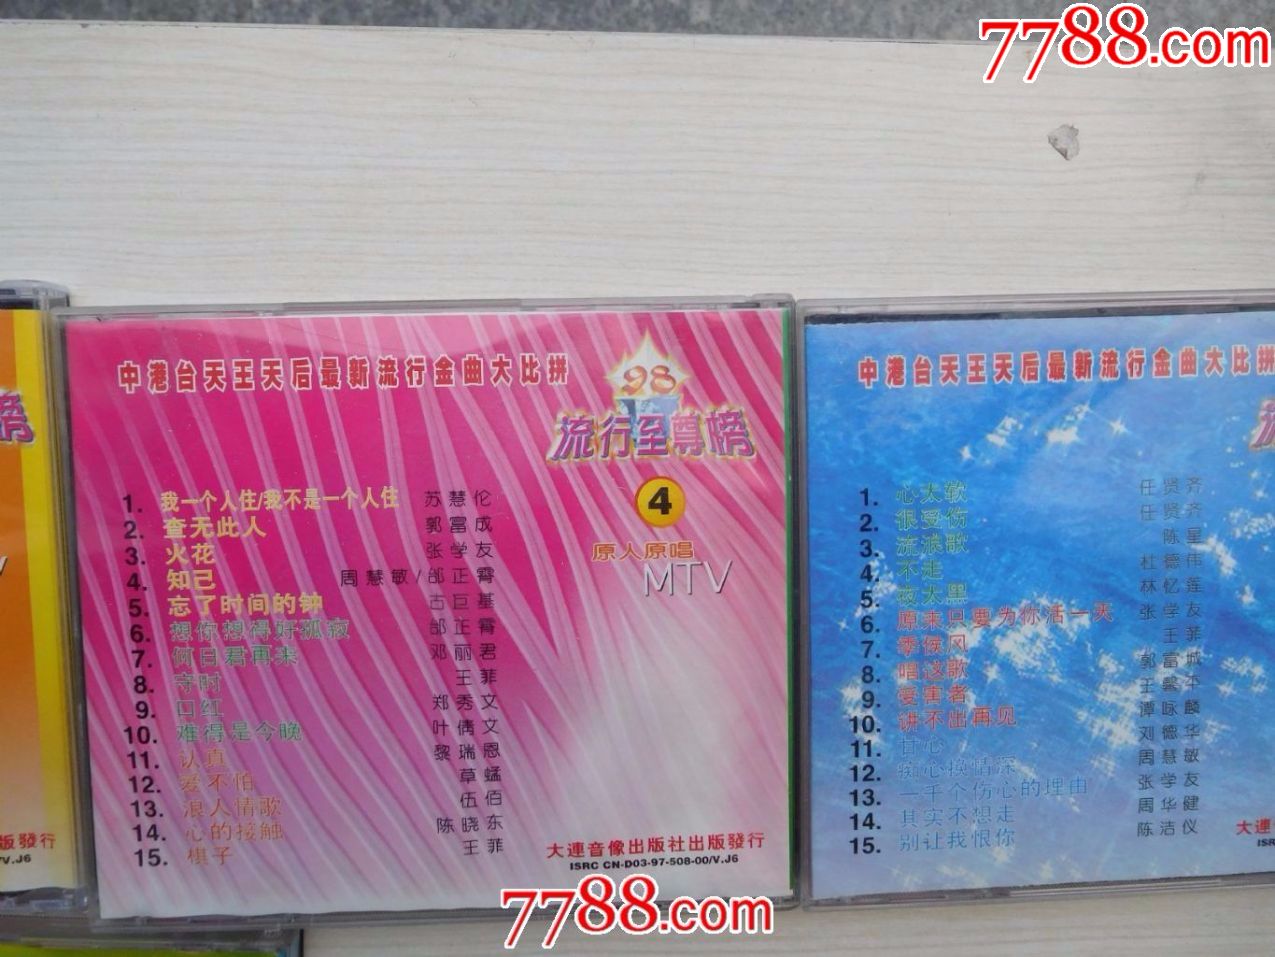 7788.com
榜
V
版發行
/V.J6
中港台天王天后最新流行金曲大比拼
98
流行至尊榜
4
原人原唱
MTV
1. 我一个人住/我不是一个人住 苏慧伦
2. 查无此人 郭富成
3. 火花 张学友
4. 知己 周慧敏/邰正霄
5. 忘了时间的钟 古巨基
6. 想你想得好孤寂 邰正霄
7. 何日君再来 邓丽君
8. 守时 王菲
9. 口红 郑秀文
10. 难得是今晚 叶倩文
11. 认真 黎瑞恩
12. 爱不怕 草蜢
13. 浪人情歌 伍佰
14. 心的接触 陈晓东
15. 棋子 王菲
大連音像出版社出版發行
ISRC CN-D03-97-508-00/V.J6
中港台天王天后最新流行金曲大比拼
流
1. 心太软 任贤齐
2. 很受伤 任贤齐
3. 流浪歌 陈星
4. 不走 杜德伟
5. 夜太黑 林忆莲
6. 原来只要为你活一天 张学友
7. 季候风 王菲
8. 唱这歌 郭富城
9. 受害者 王馨平
10. 讲不出再见 谭咏麟
11. 甘心 刘德华
12. 痴心换情深 周慧敏
13. 一千个伤心的理由 张学友
14. 其实不想走 周华健
15. 别让我恨你 陈洁仪
大連
ISR
7788.com